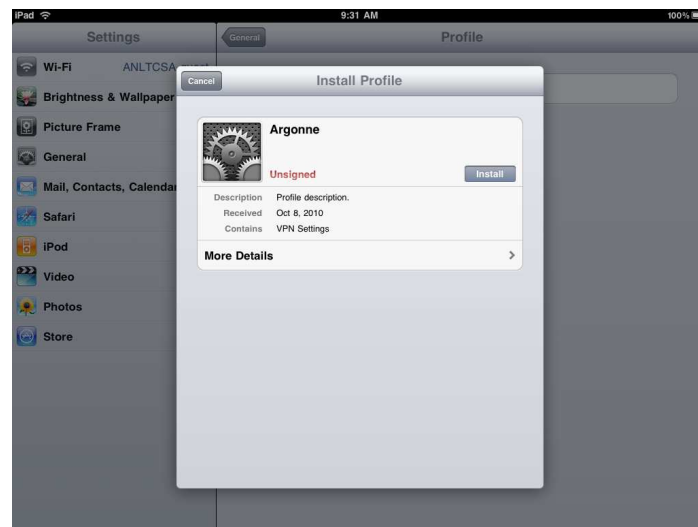 iPad 9:31 AM 100%
Settings General Profile
Wi-Fi ANLTCSA-guest
Brightness & Wallpaper
Picture Frame
General
Mail, Contacts, Calenda
Safari
iPod
Video
Photos
Store
Cancel Install Profile
Argonne
Unsigned Install
Description Profile description.
Received Oct 8, 2010
Contains VPN Settings
More Details